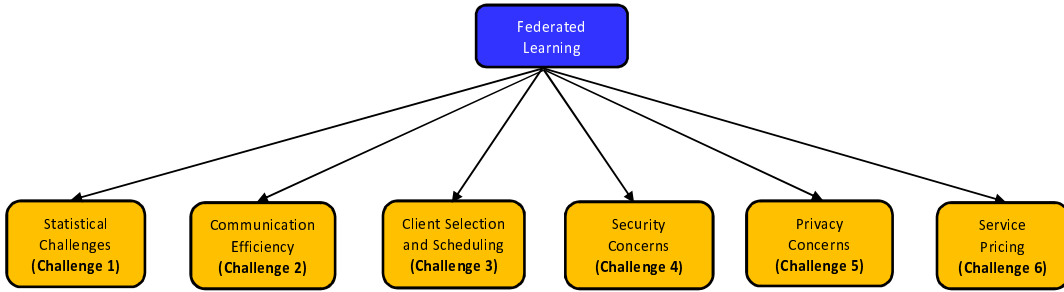 Federated
Learning
Statistical
Challenges
(Challenge 1)
Communication
Efficiency
(Challenge 2)
Client Selection
and Scheduling
(Challenge 3)
Security
Concerns
(Challenge 4)
Privacy
Concerns
(Challenge 5)
Service
Pricing
(Challenge 6)